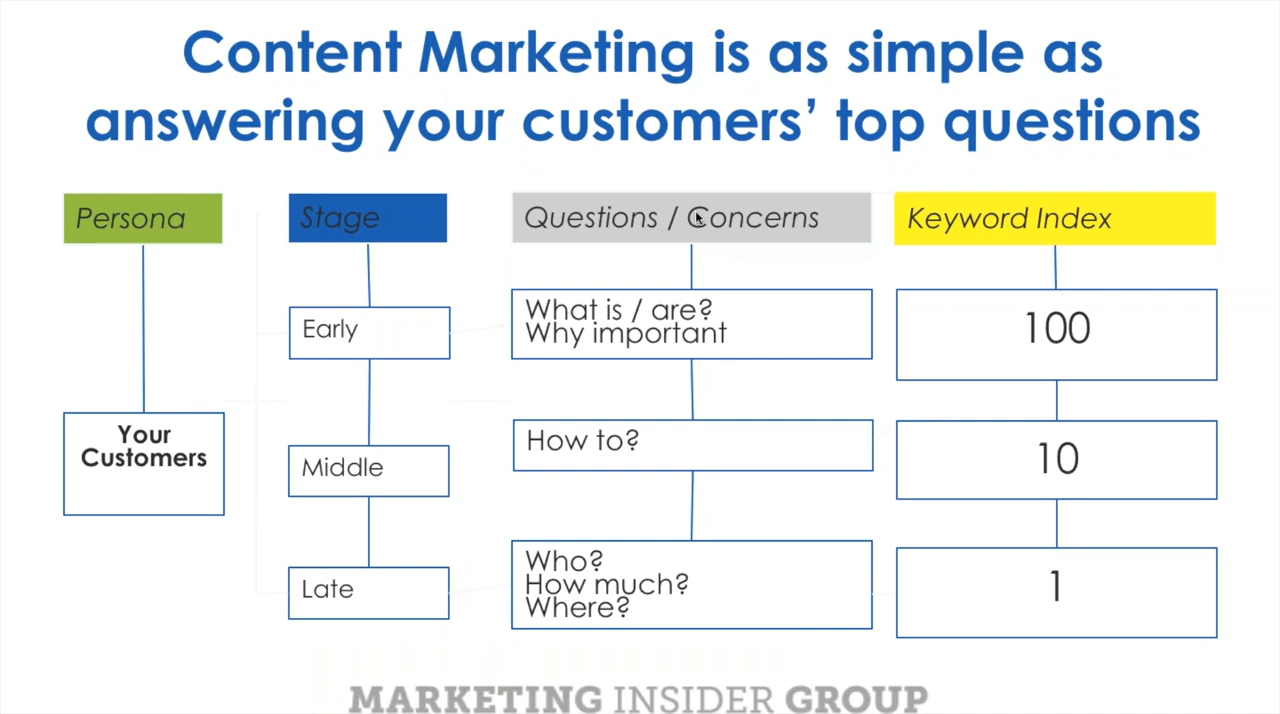 Content Marketing is as simple as
answering your customers’ top questions
Persona
Stage
Questions / Concerns
Keyword Index
Your
Customers
Early
What is / are?
Why important
100
Middle
How to?
10
Late
Who?
How much?
Where?
1
MARKETING INSIDER GROUP